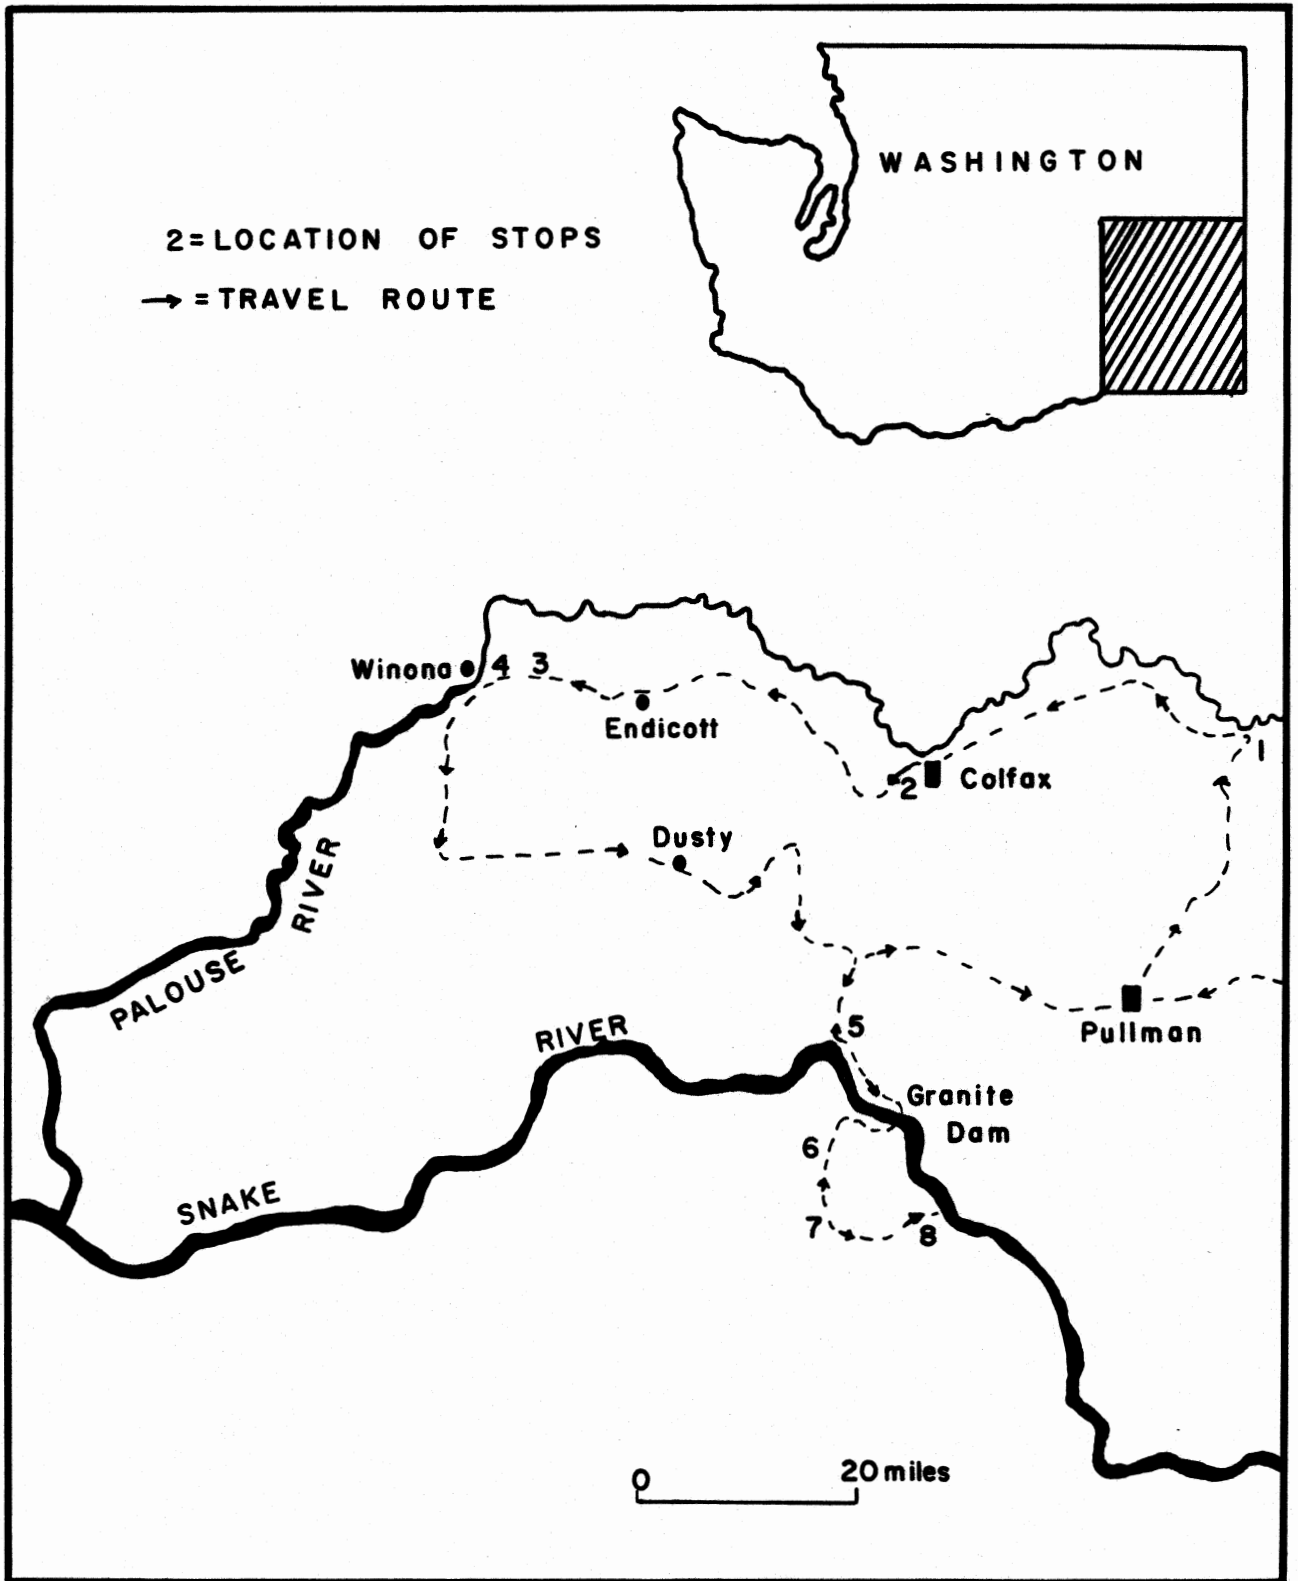 WASHINGTON
2=LOCATION OF STOPS
→ =TRAVEL ROUTE
Winona
4
3
Endicott
1
2
Colfax
Dusty
PALOUSE RIVER
Pullman
5
SNAKE RIVER
Granite
Dam
6
7
8
0
20 miles